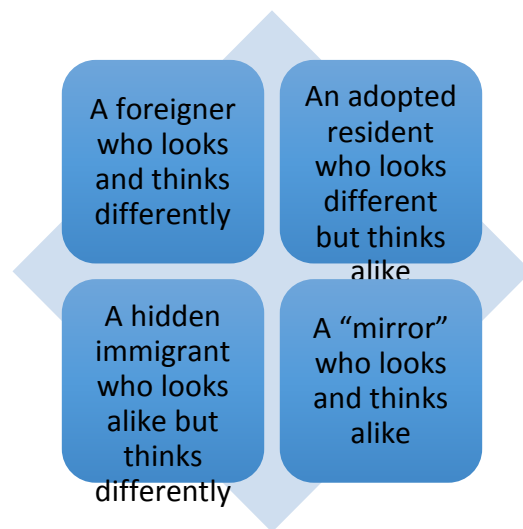 A foreigner
who looks
and thinks
differently
An adopted
resident
who looks
different
but thinks
alike
A hidden
immigrant
who looks
alike but
thinks
differently
A “mirror”
who looks
and thinks
alike